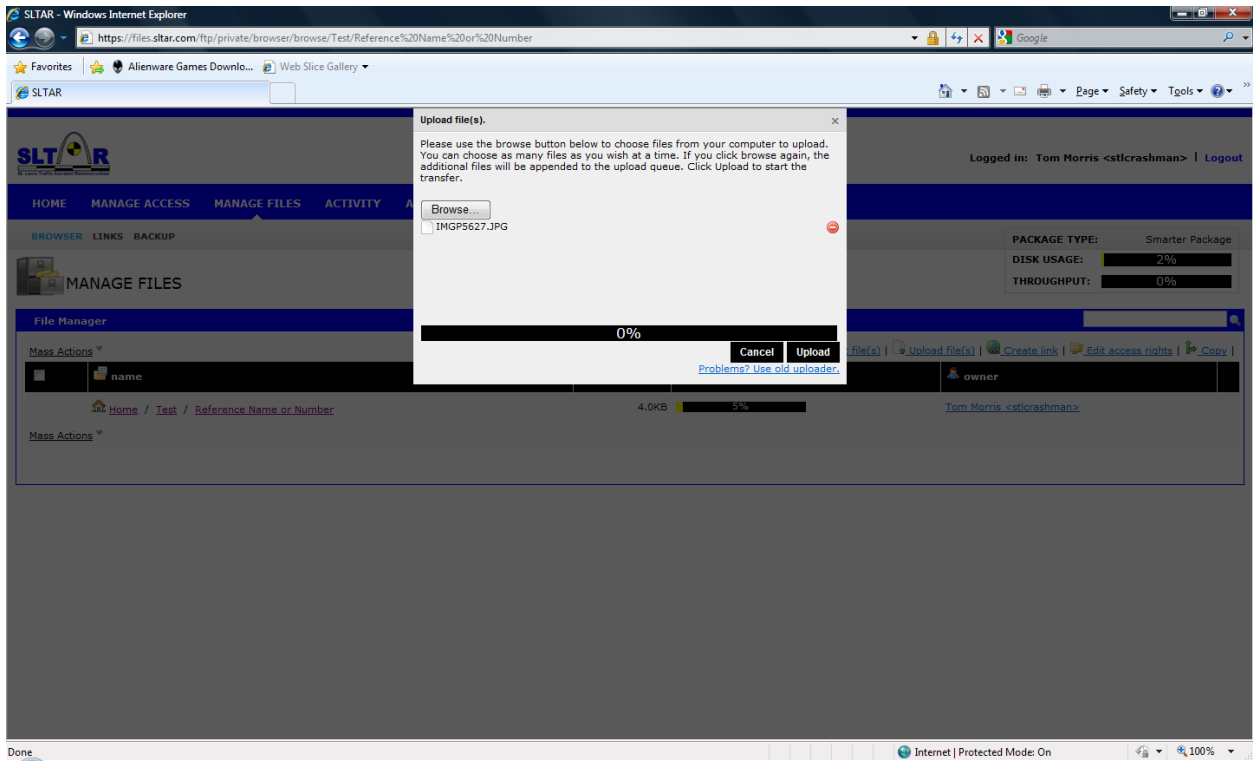 SLTAR - Windows Internet Explorer
https://files.sltar.com/ftp/private/browser/browse/Test/Reference%20Name%20or%20Number
Google
Favorites Alienware Games Downlo... Web Slice Gallery
SLTAR
Page Safety Tools
Upload file(s).
Please use the browse button below to choose files from your computer to upload.
You can choose as many files as you wish at a time. If you click browse again, the
additional files will be appended to the upload queue. Click Upload to start the
transfer.
Browse...
IMGP5627.JPG
0%
Cancel Upload
Problems? Use old uploader.
SLTAR
St. Louis Traffic Accident Reconstruction
Logged in: Tom Morris <stlcrashman> | Logout
HOME MANAGE ACCESS MANAGE FILES ACTIVITY A
BROWSER LINKS BACKUP
PACKAGE TYPE: Smarter Package
DISK USAGE: 2%
THROUGHPUT: 0%
MANAGE FILES
File Manager
Mass Actions
file(s) | Upload file(s) | Create link | Edit access rights | Copy |
name owner
Home / Test / Reference Name or Number 4.0KB 5% Tom Morris <stlcrashman>
Mass Actions
Done Internet | Protected Mode: On 100%